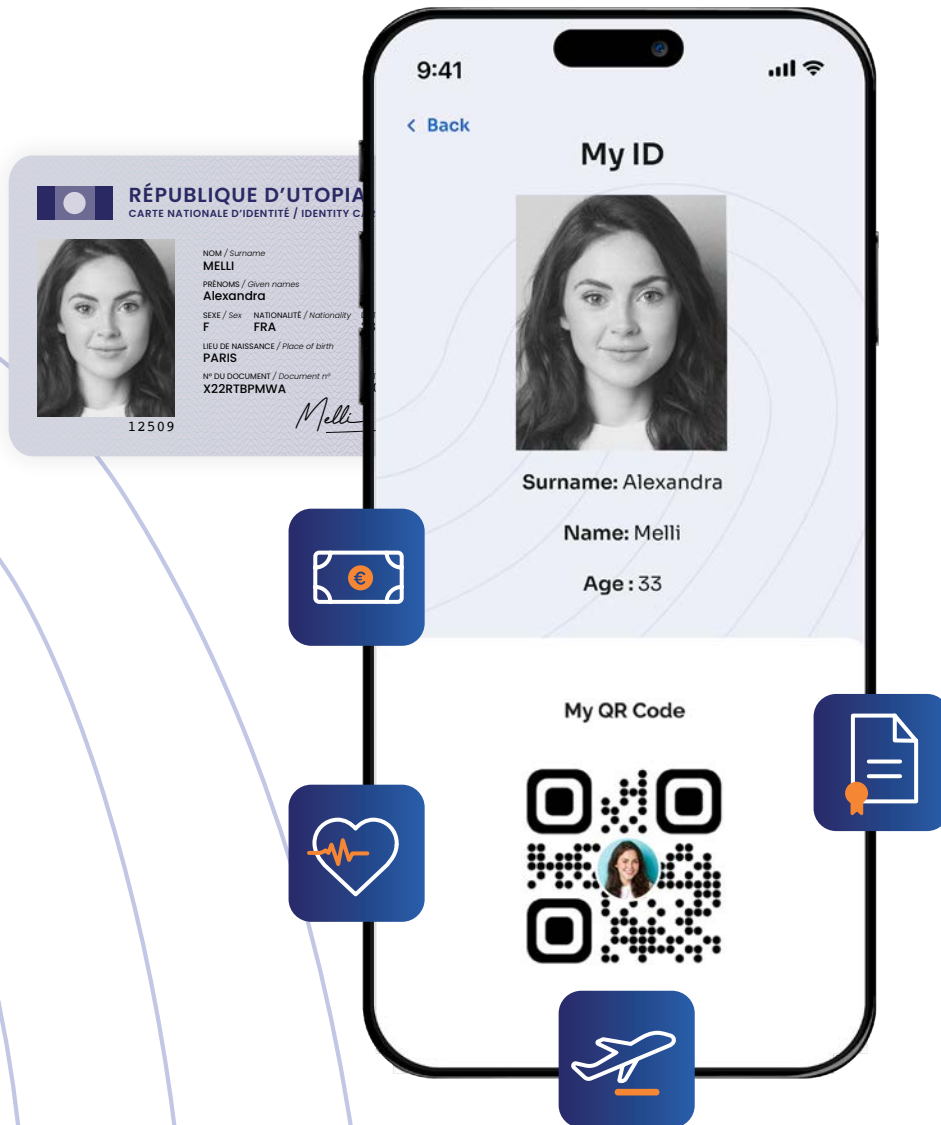 RÉPUBLIQUE D'UTOPIA
CARTE NATIONALE D'IDENTITÉ / IDENTITY
NOM / Surname
MELLI
PRÉNOMS / Given names
Alexandra
SEXE / Sex NATIONALITÉ / Nationality
F FRA
LIEU DE NAISSANCE / Place of birth
PARIS
N° DU DOCUMENT / Document n°
X22RTBPMWA
Melli
12509
9:41
< Back
My ID
Surname: Alexandra
Name: Melli
Age : 33
€
My QR Code